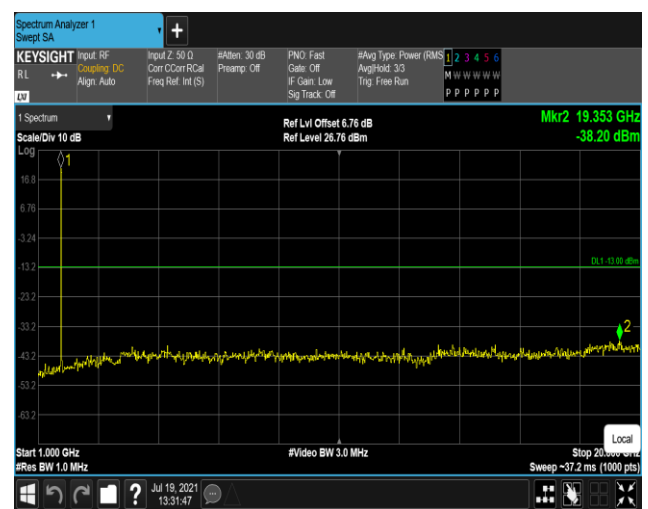 Spectrum Analyzer 1
Swept SA
KEYSIGHT
RL
LXI
Input: RF
Coupling: DC
Align: Auto
Input Z: 50 Ω
Corr CCorr RCal
Freq Ref: Int (S)
#Atten: 30 dB
Preamp: Off
PNO: Fast
Gate: Off
IF Gain: Low
Sig Track: Off
#Avg Type: Power (RMS
Avg|Hold: 3/3
Trig: Free Run
1 2 3 4 5 6
M W W W W W
P P P P P P
1 Spectrum
Scale/Div 10 dB
Log
Ref Lvl Offset 6.76 dB
Ref Level 26.76 dBm
Mkr2 19.353 GHz
-38.20 dBm
1
16.8
6.76
-3.24
-13.2
DL1 -13.00 dBm
-23.2
-33.2
2
-43.2
-53.2
-63.2
Local
Start 1.000 GHz
#Video BW 3.0 MHz
Stop 20.000 GHz
#Res BW 1.0 MHz
Sweep ~37.2 ms (1000 pts)
?
Jul 19, 2021
13:31:47